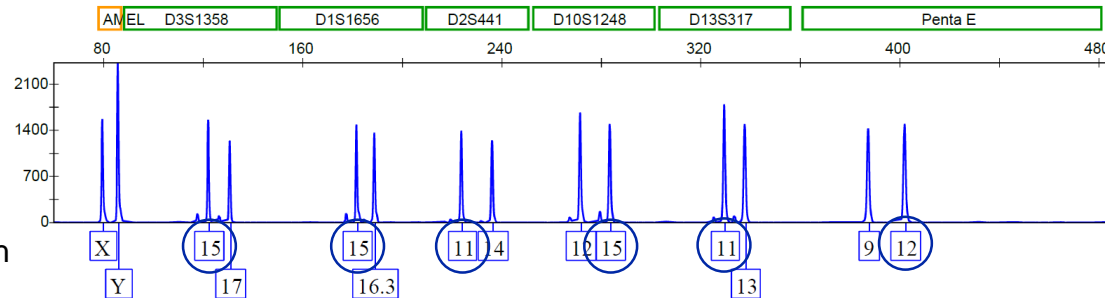 AMEL D3S1358 D1S1656 D2S441 D10S1248 D13S317 Penta E
80 160 240 320 400 480
2100
1400
700
0
X 15 15 11 14 12 15 11 9 12
n
Y 17 16.3 13